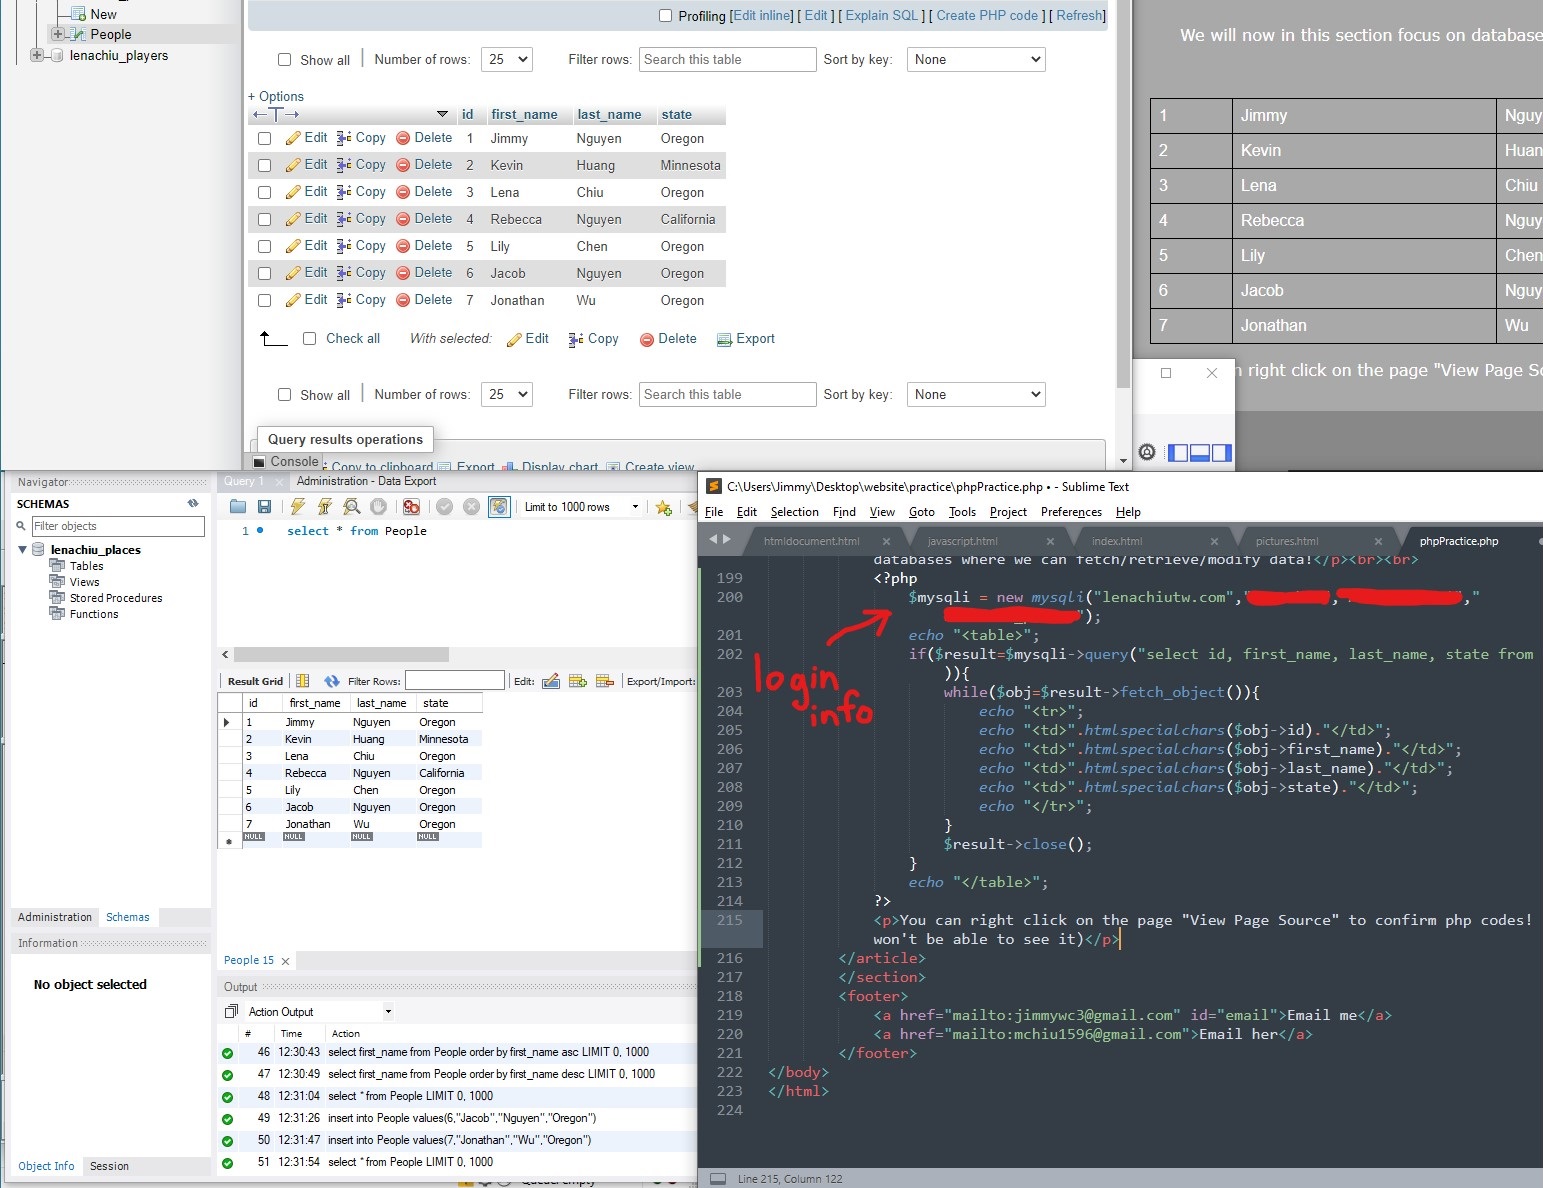 New
People
lenachiu_players
Profiling [Edit inline] [ Edit ] [ Explain SQL ] [ Create PHP code ] [ Refresh]
Show all Number of rows: 25 Filter rows: Search this table Sort by key: None
+ Options
←T→ id first_name last_name state
Edit Copy Delete 1 Jimmy Nguyen Oregon
Edit Copy Delete 2 Kevin Huang Minnesota
Edit Copy Delete 3 Lena Chiu Oregon
Edit Copy Delete 4 Rebecca Nguyen California
Edit Copy Delete 5 Lily Chen Oregon
Edit Copy Delete 6 Jacob Nguyen Oregon
Edit Copy Delete 7 Jonathan Wu Oregon
Check all With selected: Edit Copy Delete Export
Show all Number of rows: 25 Filter rows: Search this table Sort by key: None
Query results operations
Console
Copy to clipboard Export Display chart Create view
We will now in this section focus on database
1 Jimmy Nguy
2 Kevin Huan
3 Lena Chiu
4 Rebecca Nguy
5 Lily Chen
6 Jacob Nguy
7 Jonathan Wu
right click on the page "View Page So
Navigator
SCHEMAS
Filter objects
lenachiu_places
Tables
Views
Stored Procedures
Functions
Administration Schemas
Information
No object selected
Object Info Session
Query 1 Administration - Data Export
Limit to 1000 rows
1 select * from People
Result Grid Filter Rows: Edit: Export/Import:
id first_name last_name state
1 Jimmy Nguyen Oregon
2 Kevin Huang Minnesota
3 Lena Chiu Oregon
4 Rebecca Nguyen California
5 Lily Chen Oregon
6 Jacob Nguyen Oregon
7 Jonathan Wu Oregon
NULL NULL NULL NULL
People 15
Output
Action Output
# Time Action
46 12:30:43 select first_name from People order by first_name asc LIMIT 0, 1000
47 12:30:49 select first_name from People order by first_name desc LIMIT 0, 1000
48 12:31:04 select * from People LIMIT 0, 1000
49 12:31:26 insert into People values(6,"Jacob","Nguyen","Oregon")
50 12:31:47 insert into People values(7,"Jonathan","Wu","Oregon")
51 12:31:54 select * from People LIMIT 0, 1000
Queue: empty
C:\Users\Jimmy\Desktop\website\practice\phpPractice.php • - Sublime Text
File Edit Selection Find View Goto Tools Project Preferences Help
htmldocument.html javascript.html index.html pictures.html phpPractice.php
databases where we can fetch/retrieve/modify data!</p><br><br>
199 <?php
200 $mysqli = new mysqli("lenachiutw.com","
,"
");
201 echo "<table>";
202 if($result=$mysqli->query("select id, first_name, last_name, state from
)){
203 while($obj=$result->fetch_object()){
204 echo "<tr>";
205 echo "<td>".htmlspecialchars($obj->id)."</td>";
206 echo "<td>".htmlspecialchars($obj->first_name)."</td>";
207 echo "<td>".htmlspecialchars($obj->last_name)."</td>";
208 echo "<td>".htmlspecialchars($obj->state)."</td>";
209 echo "</tr>";
210 }
211 $result->close();
212 }
213 echo "</table>";
214 ?>
215 <p>You can right click on the page "View Page Source" to confirm php codes!
won't be able to see it)</p>
216 </article>
217 </section>
218 <footer>
219 <a href="mailto:jimmywc3@gmail.com" id="email">Email me</a>
220 <a href="mailto:mchiu1596@gmail.com">Email her</a>
221 </footer>
222 </body>
223 </html>
224
login
info
Line 215, Column 122